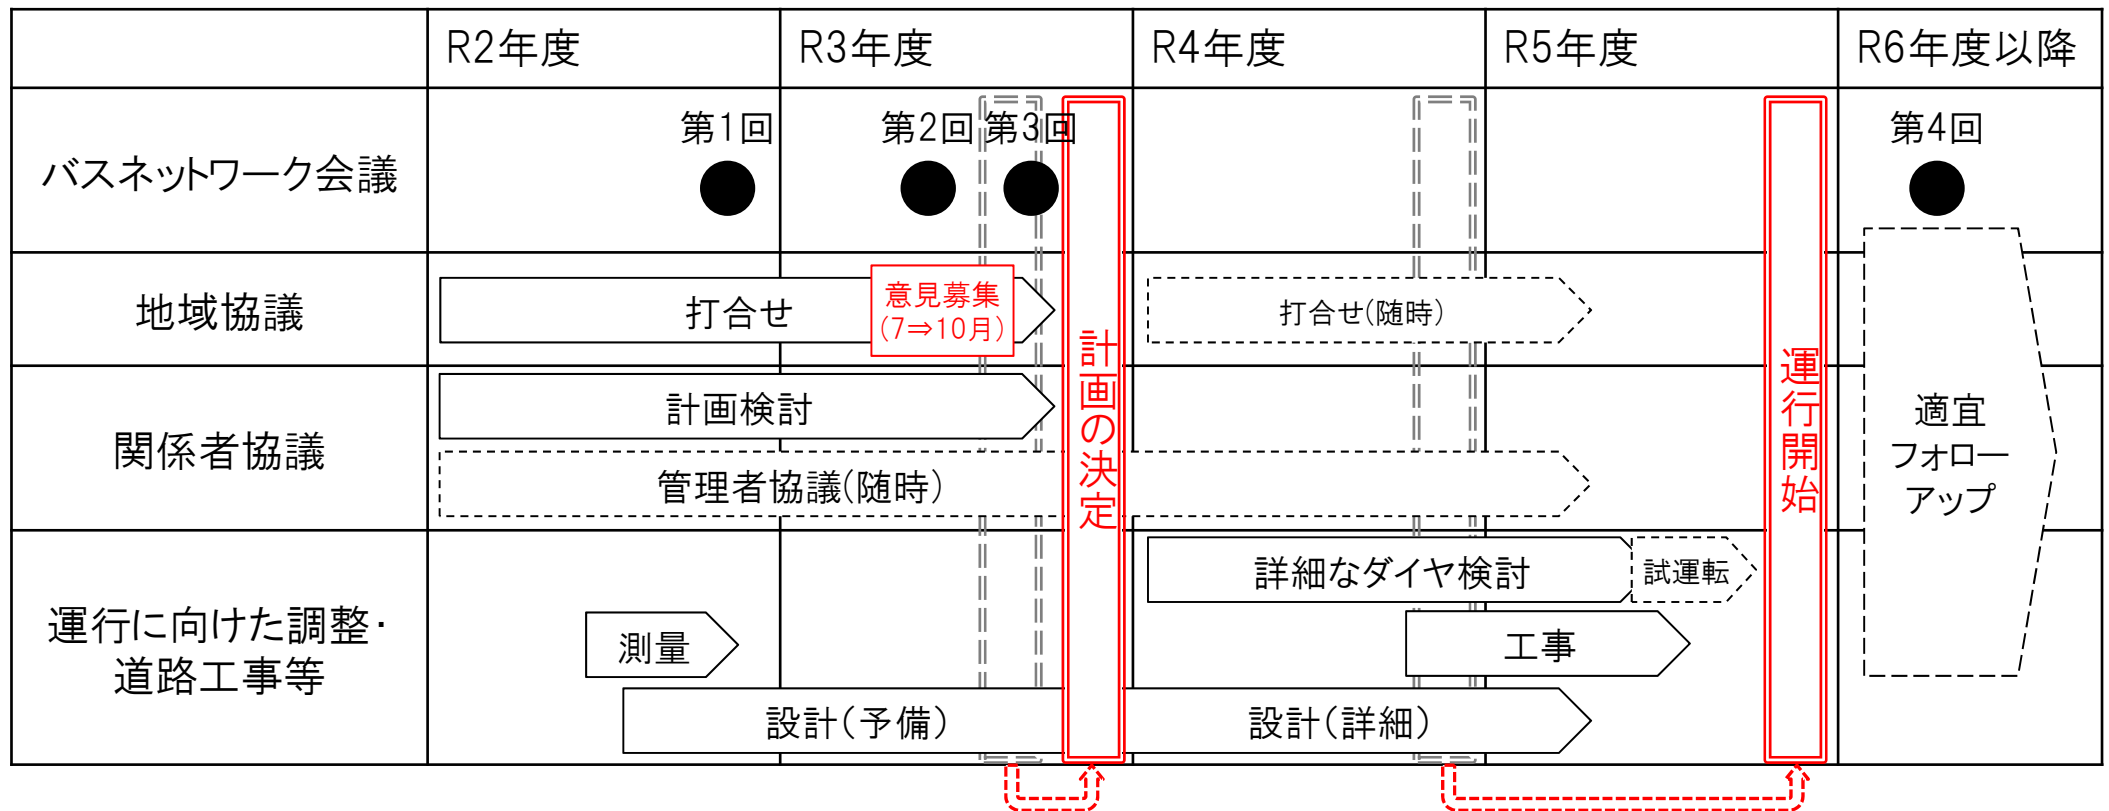 R2年度
R3年度
R4年度
R5年度
R6年度以降
バスネットワーク会議
第1回
第2回
第3回
第4回
地域協議
打合せ
意見募集
(7⇒10月)
打合せ(随時)
関係者協議
計画検討
管理者協議(随時)
計画の決定
運行開始
適宜
フォロー
アップ
運行に向けた調整・
道路工事等
詳細なダイヤ検討
試運転
測量
工事
設計(予備)
設計(詳細)